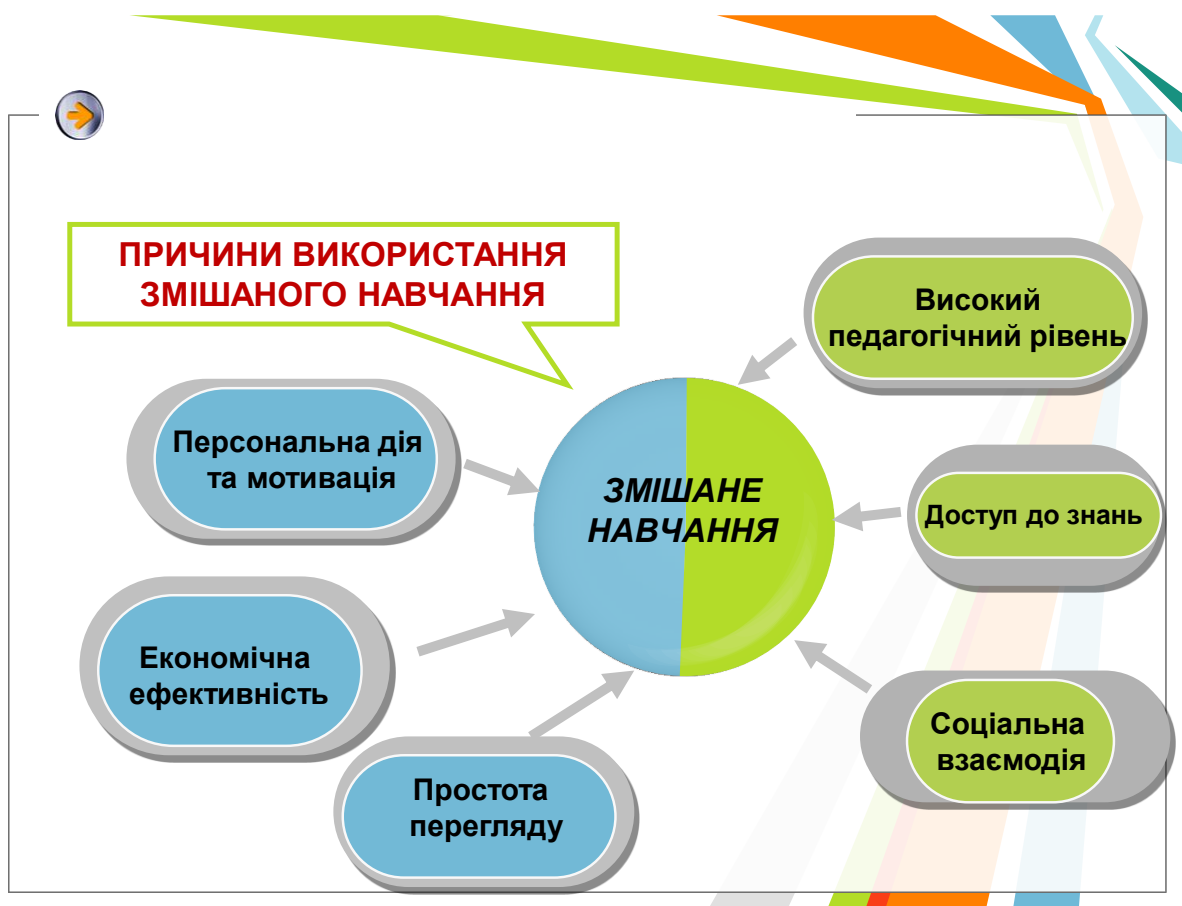 ПРИЧИНИ ВИКОРИСТАННЯ
ЗМІШАНОГО НАВЧАННЯ
Високий
педагогічний рівень
Персональна дія
та мотивація
ЗМІШАНЕ
НАВЧАННЯ
Доступ до знань
Економічна
ефективність
Соціальна
взаємодія
Простота
перегляду